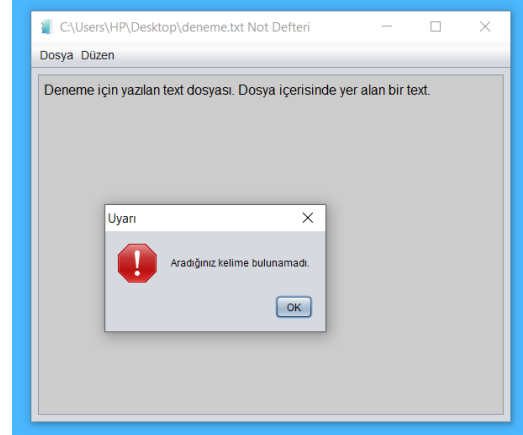 C:\Users\HP\Desktop\deneme.txt Not Defteri
Dosya Düzen
Deneme için yazılan text dosyası. Dosya içerisinde yer alan bir text.
Uyarı
Aradığınız kelime bulunamadı.
OK